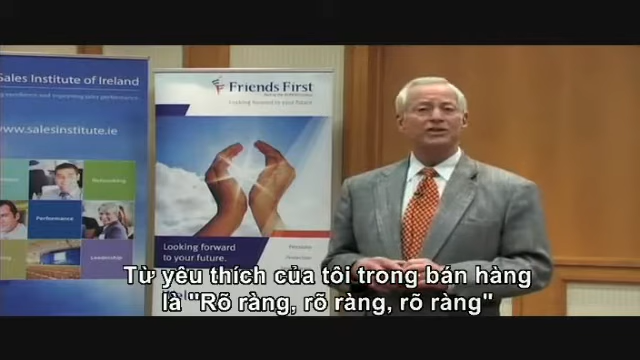 Sales Institute of Ireland
www.salesinstitute.ie
Networking
Performance
Leadership
Friends First
Looking forward to your future
Looking forward
to your future.
Từ yêu thích của tôi trong bán hàng
là "Rõ ràng, rõ ràng, rõ ràng"